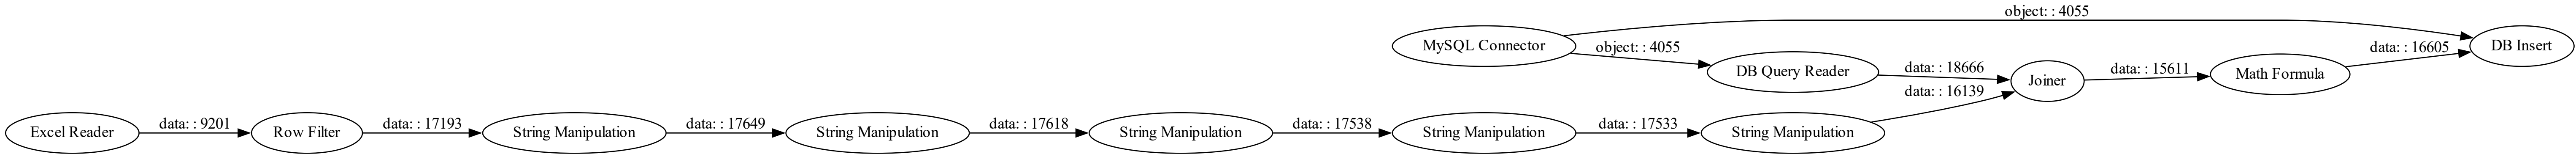 object: : 4055
MySQL Connector
object: : 4055
data: : 16605
DB Insert
DB Query Reader
data: : 18666
Joiner
data: : 15611
Math Formula
data: : 16139
Excel Reader
data: : 9201
Row Filter
data: : 17193
String Manipulation
data: : 17649
String Manipulation
data: : 17618
String Manipulation
data: : 17538
String Manipulation
data: : 17533
String Manipulation